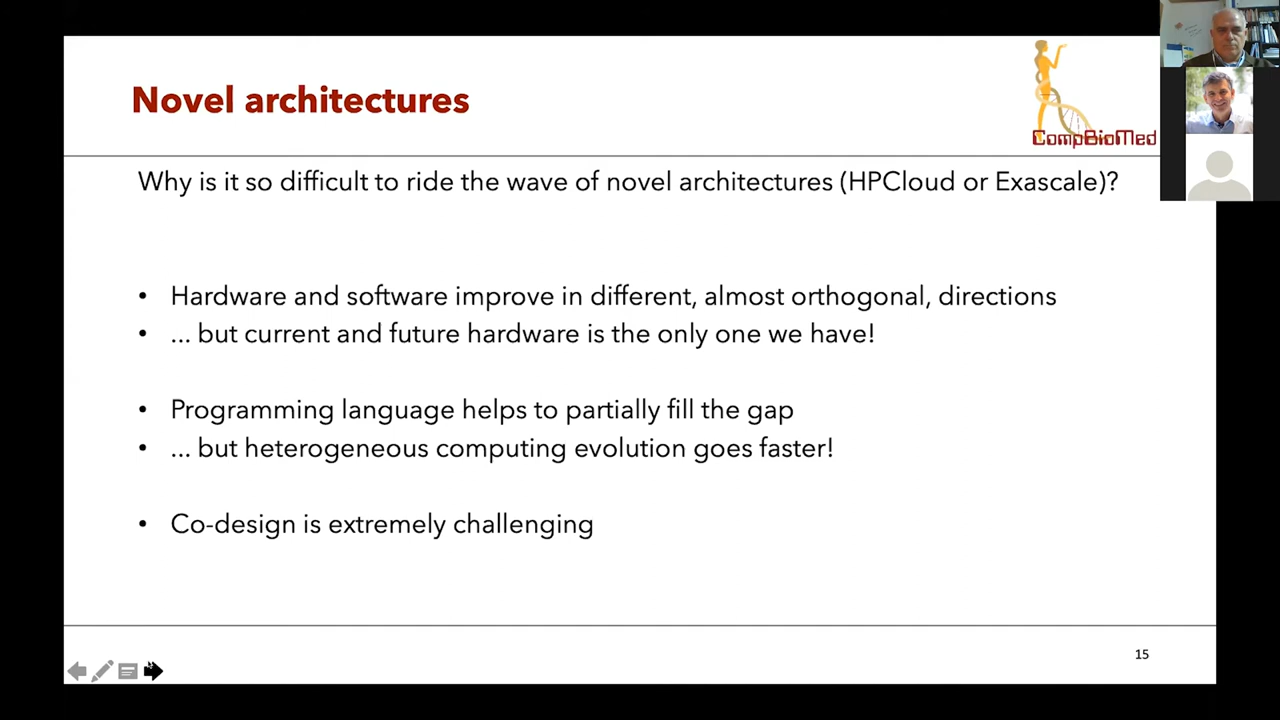 Novel architectures
CompBioMed
Why is it so difficult to ride the wave of novel architectures (HPCloud or Exascale)?
• Hardware and software improve in different, almost orthogonal, directions
• ... but current and future hardware is the only one we have!
• Programming language helps to partially fill the gap
• ... but heterogeneous computing evolution goes faster!
• Co-design is extremely challenging
15